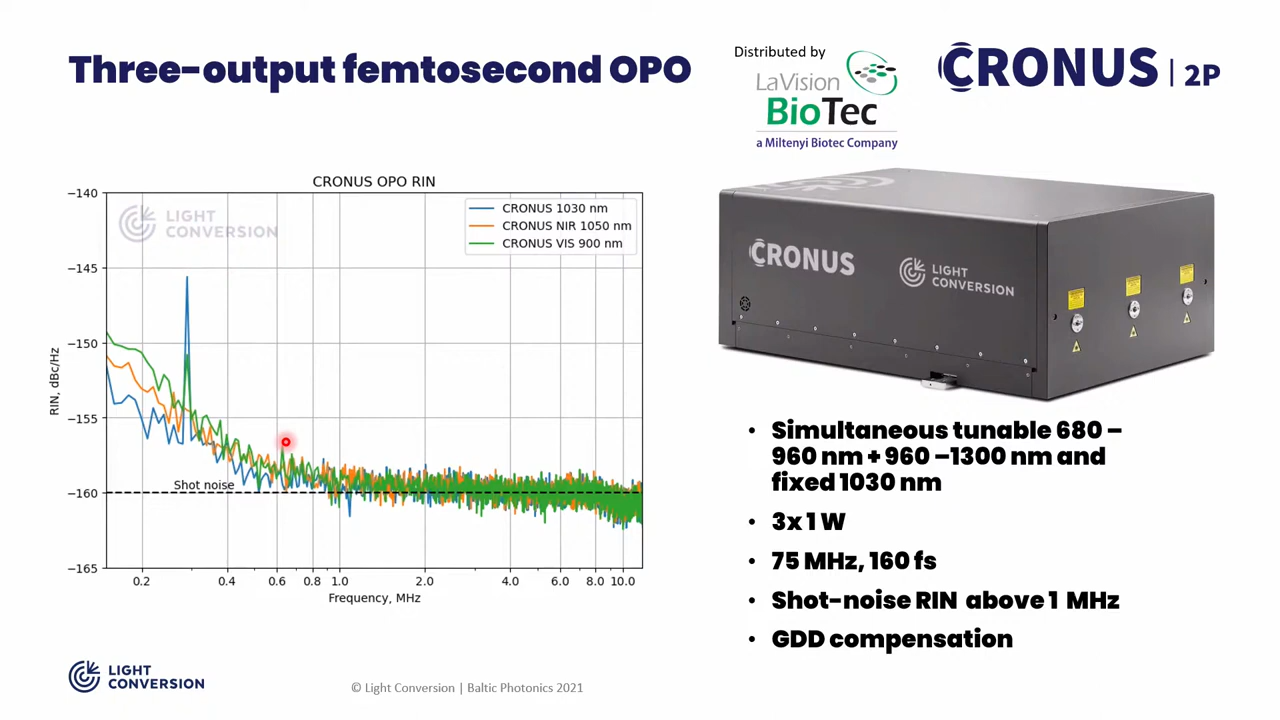 Three-output femtosecond OPO
Distributed by
LaVision
BioTec
a Miltenyi Biotec Company
CRONUS | 2P
CRONUS OPO RIN
LIGHT
CONVERSION
CRONUS 1030 nm
CRONUS NIR 1050 nm
CRONUS VIS 900 nm
−140
−145
−150
−155
−160
−165
RIN, dBc/Hz
Shot noise
0.2
0.4
0.6
0.8
1.0
2.0
4.0
6.0
8.0
10.0
Frequency, MHz
CRONUS
LIGHT
CONVERSION
• Simultaneous tunable 680 –
960 nm + 960 –1300 nm and
fixed 1030 nm
• 3x 1 W
• 75 MHz, 160 fs
• Shot-noise RIN above 1 MHz
• GDD compensation
LIGHT
CONVERSION
© Light Conversion | Baltic Photonics 2021